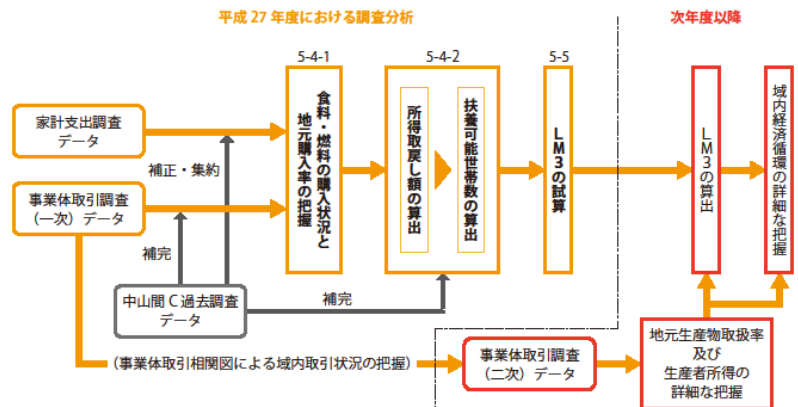 平成 27 年度における調査分析
次年度以降
5-4-1
5-4-2
5-5
家計支出調査
データ
補正・集約
事業体取引調査
（一次）データ
補完
中山間 C 過去調査
データ
補完
食料・燃料の購入状況と
地元購入率の把握
所得取戻し額の算出
扶養可能世帯数の算出
LM3の試算
LM3の算出
域内経済循環の詳細な把握
（事業体取引相関図による域内取引状況の把握）
事業体取引調査
（二次）データ
地元生産物取扱率
及び
生産者所得の
詳細な把握